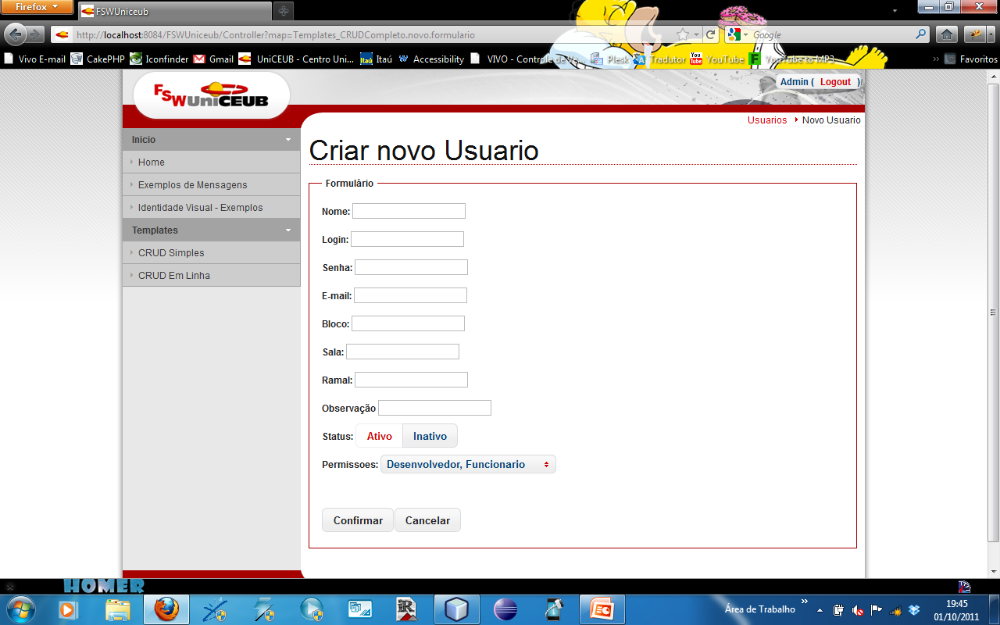 Firefox
FSWUniceub
http://localhost:8084/FSWUniceub/Controller?map=Templates_CRUDCompleto.novo.formulario
Google
Vivo E-mail CakePHP Iconfinder Gmail UniCEUB - Centro Uni... Itaú Accessibility VIVO - Controle de Ve... Plesk Tradutor YouTube YouTube to MP3 Favoritos
FSWUniCEUB
Admin ( Logout )
Usuarios Novo Usuario
Inicio
Home
Exemplos de Mensagens
Identidade Visual - Exemplos
Templates
CRUD Simples
CRUD Em Linha
Criar novo Usuario
Formulário
Nome:
Login:
Senha:
E-mail:
Bloco:
Sala:
Ramal:
Observação
Status: Ativo Inativo
Permissoes: Desenvolvedor, Funcionario
Confirmar Cancelar
HOMER
Área de Trabalho
19:45
01/10/2011